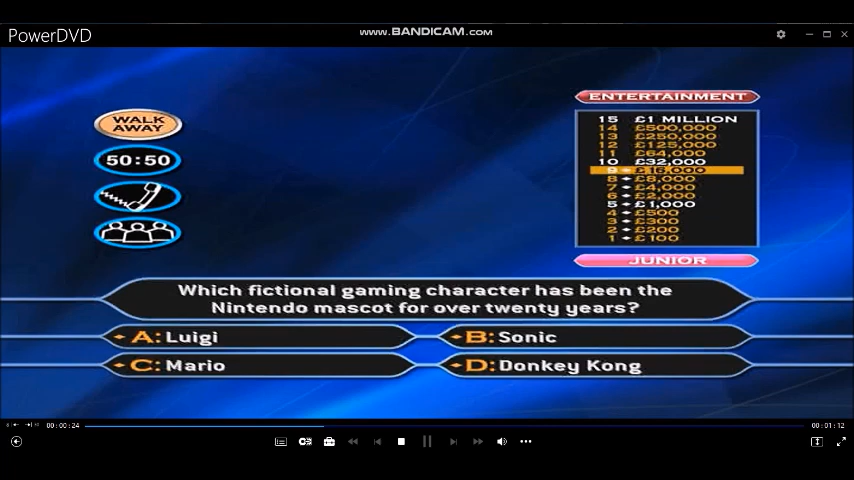 PowerDVD
www.BANDICAM.com
WALK
AWAY
50:50
ENTERTAINMENT
15 £1 MILLION
14 £500,000
13 £250,000
12 £125,000
11 £64,000
10 £32,000
9 £16,000
8 £8,000
7 £4,000
6 £2,000
5 £1,000
4 £500
3 £300
2 £200
1 £100
JUNIOR
Which fictional gaming character has been the
Nintendo mascot for over twenty years?
A: Luigi
B: Sonic
C: Mario
D: Donkey Kong
00:00:24
00:01:12